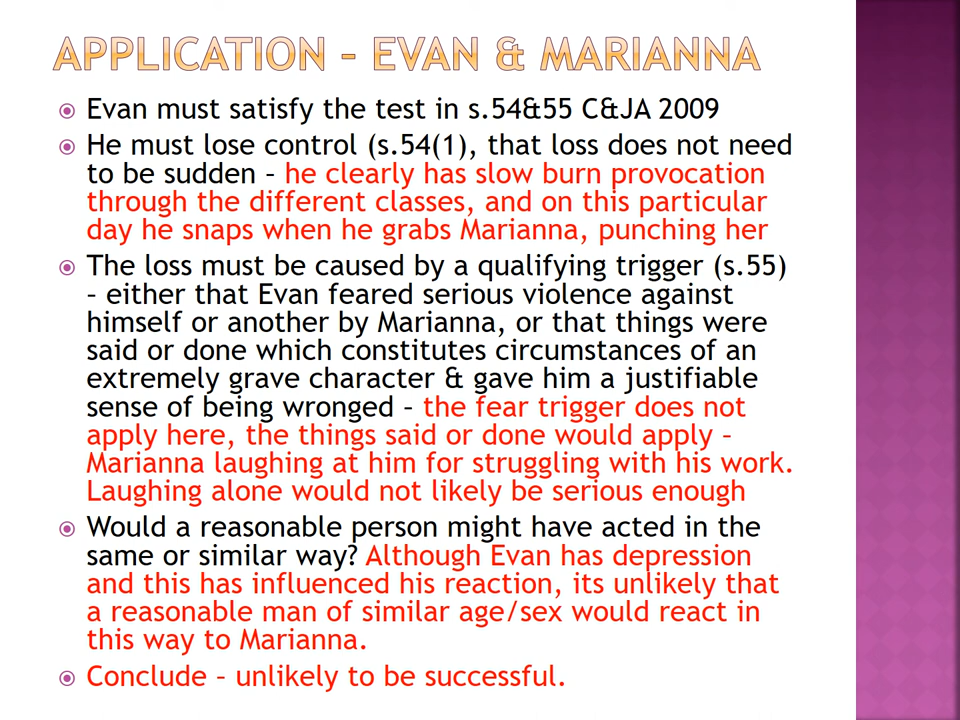 APPLICATION – EVAN & MARIANNA
Evan must satisfy the test in s.54&55 C&JA 2009
He must lose control (s.54(1), that loss does not need
to be sudden – he clearly has slow burn provocation
through the different classes, and on this particular
day he snaps when he grabs Marianna, punching her
The loss must be caused by a qualifying trigger (s.55)
– either that Evan feared serious violence against
himself or another by Marianna, or that things were
said or done which constitutes circumstances of an
extremely grave character & gave him a justifiable
sense of being wronged – the fear trigger does not
apply here, the things said or done would apply –
Marianna laughing at him for struggling with his work.
Laughing alone would not likely be serious enough
Would a reasonable person might have acted in the
same or similar way? Although Evan has depression
and this has influenced his reaction, its unlikely that
a reasonable man of similar age/sex would react in
this way to Marianna.
Conclude – unlikely to be successful.